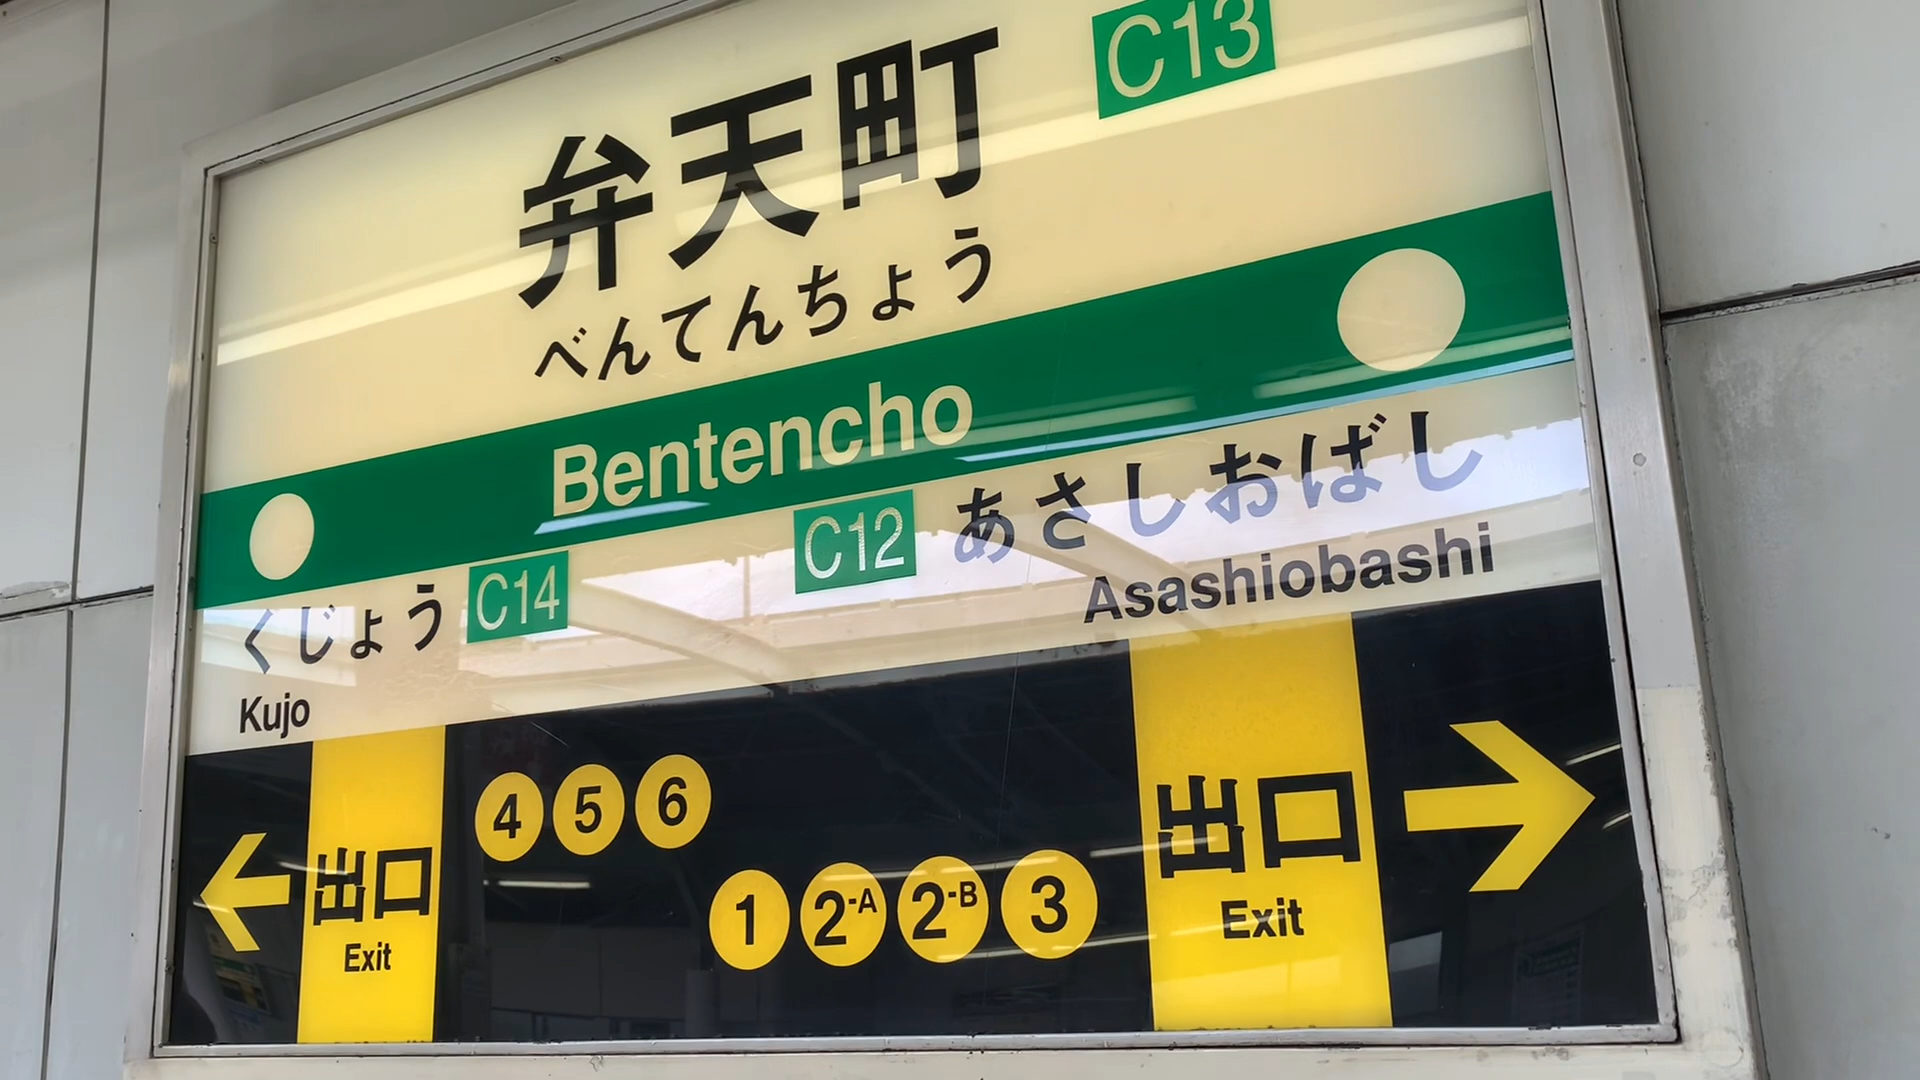 弁天町 C13
べんてんちょう
Bentencho
くじょう C14
Kujo
C12 あさしおばし
Asashiobashi
出口
Exit
4 5 6
1 2-A 2-B 3
出口
Exit